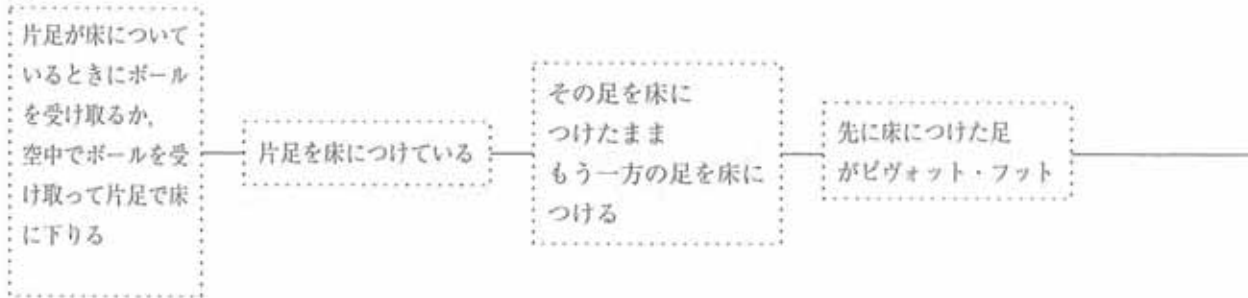 片足が床について
いるときにボール
を受け取るか,
空中でボールを受
け取って片足で床
に下りる
片足を床につけている
その足を床に
つけたまま
もう一方の足を床に
つける
先に床につけた足
がピヴォット・フット